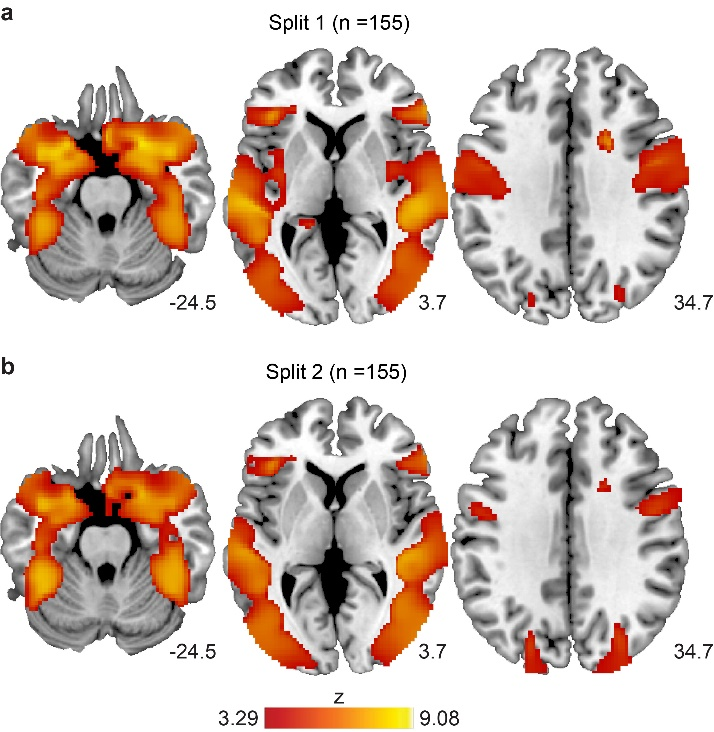 a
Split 1 (n =155)
-24.5
3.7
34.7
b
Split 2 (n =155)
-24.5
3.7
34.7
z
3.29
9.08